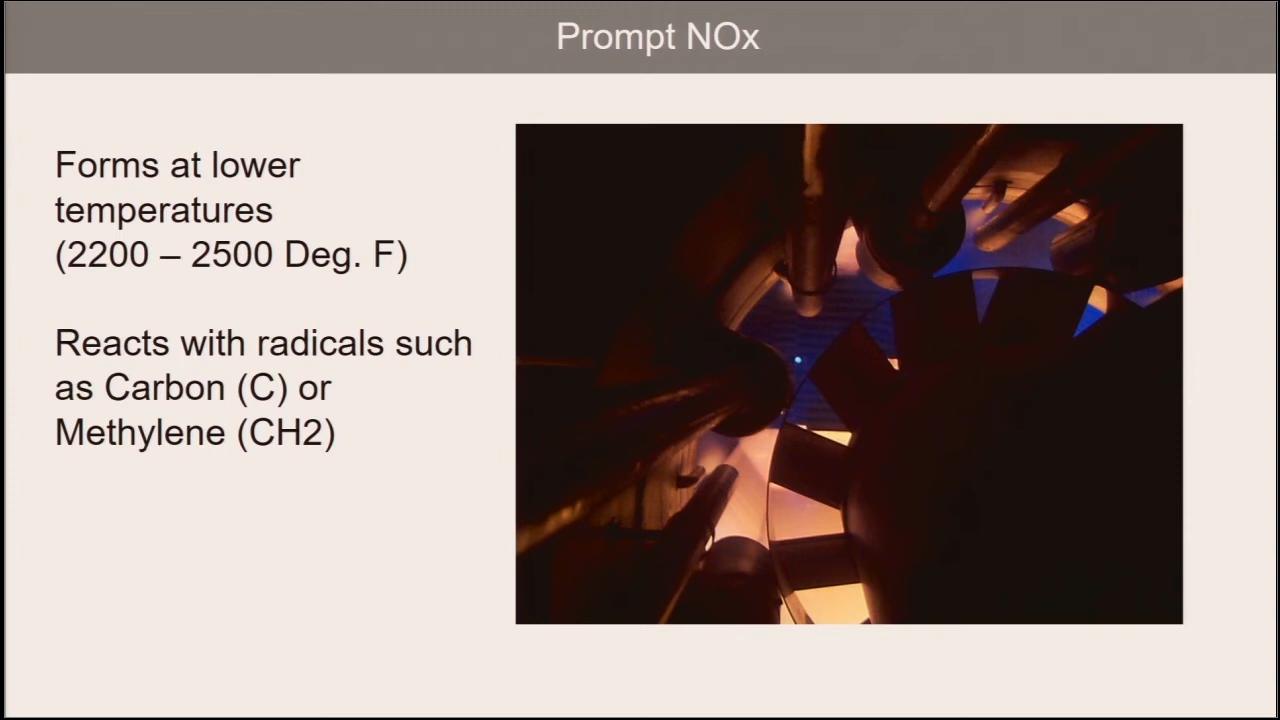 Prompt NOx
Forms at lower
temperatures
(2200 – 2500 Deg. F)
Reacts with radicals such
as Carbon (C) or
Methylene (CH2)